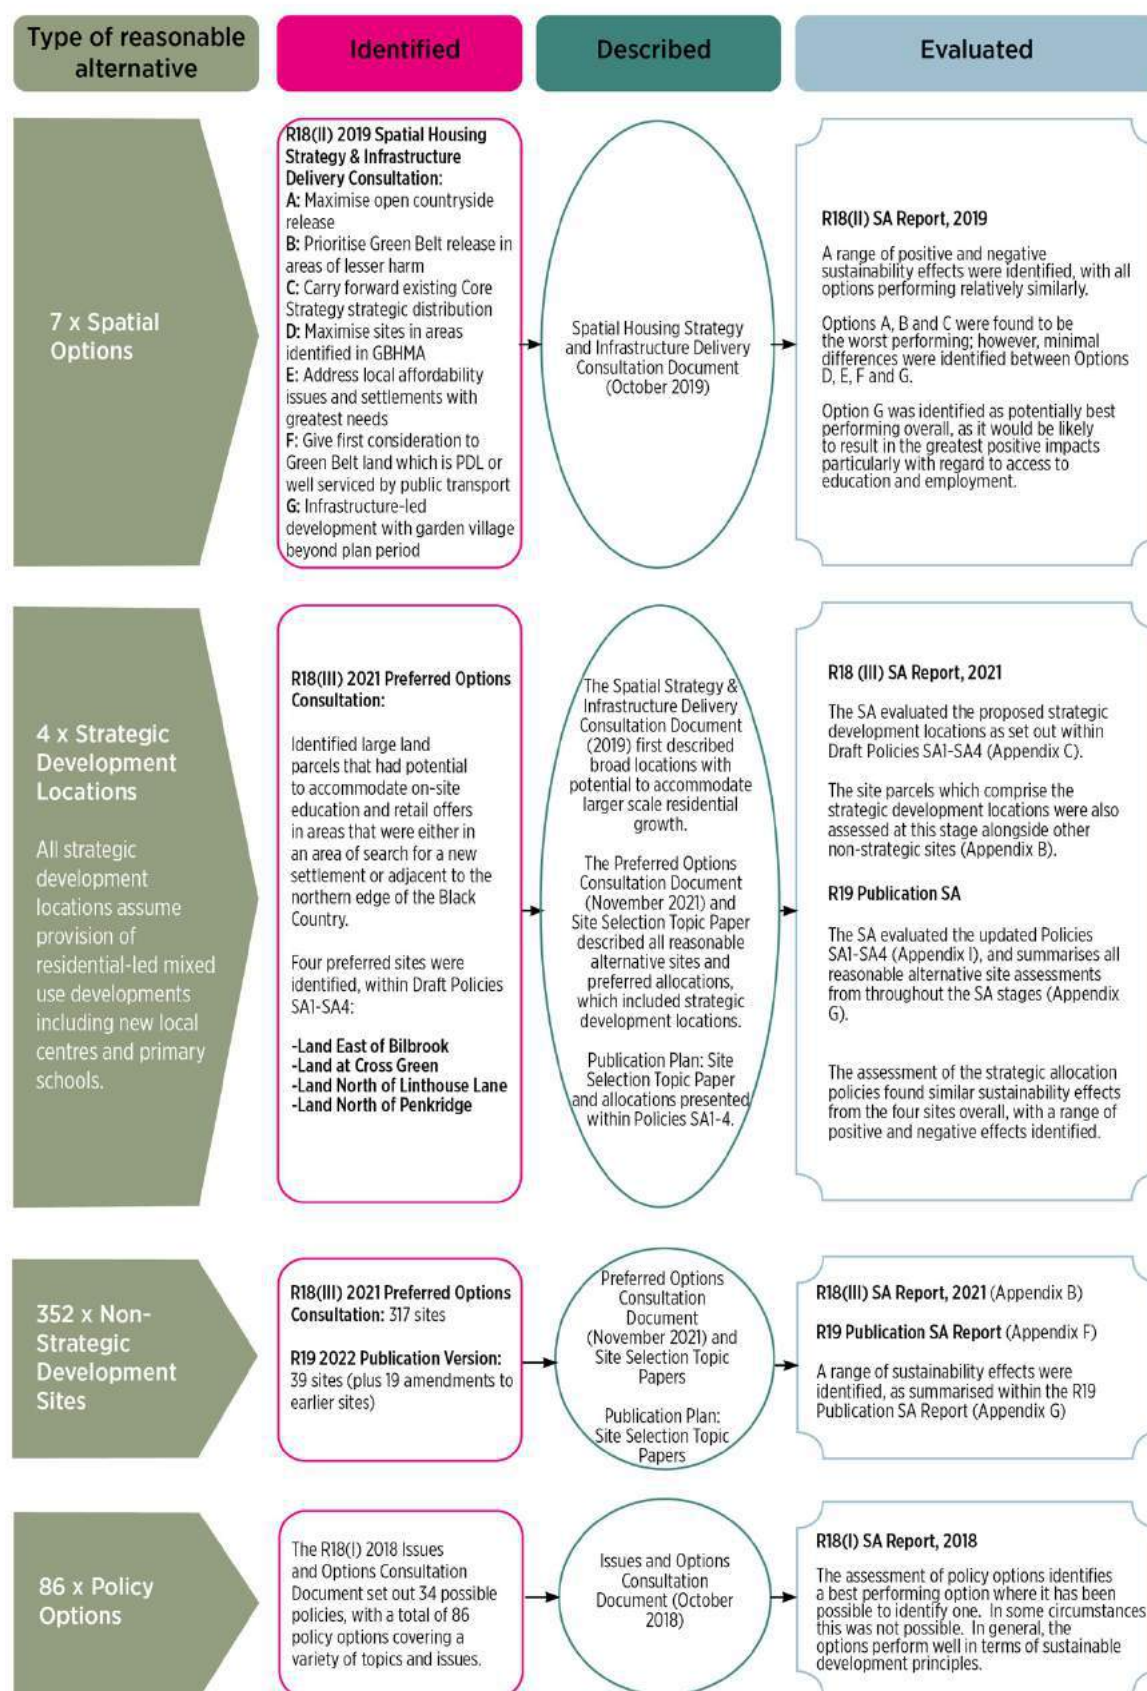 Type of reasonable
alternative
Identified
Described
Evaluated
7 x Spatial
Options
R18(II) 2019 Spatial Housing
Strategy & Infrastructure
Delivery Consultation:
A: Maximise open countryside
release
B: Prioritise Green Belt release in
areas of lesser harm
C: Carry forward existing Core
Strategy strategic distribution
D: Maximise sites in areas
identified in GBHMA
E: Address local affordability
issues and settlements with
greatest needs
F: Give first consideration to
Green Belt land which is PDL or
well serviced by public transport
G: Infrastructure-led
development with garden village
beyond plan period
Spatial Housing Strategy
and Infrastructure Delivery
Consultation Document
(October 2019)
R18(II) SA Report, 2019
A range of positive and negative
sustainability effects were identified, with all
options performing relatively similarly.
Options A, B and C were found to be
the worst performing; however, minimal
differences were identified between Options
D, E, F and G.
Option G was identified as potentially best
performing overall, as it would be likely
to result in the greatest positive impacts
particularly with regard to access to
education and employment.
4 x Strategic
Development
Locations
All strategic
development
locations assume
provision of
residential-led mixed
use developments
including new local
centres and primary
schools.
R18(III) 2021 Preferred Options
Consultation:
Identified large land
parcels that had potential
to accommodate on-site
education and retail offers
in areas that were either in
an area of search for a new
settlement or adjacent to the
northern edge of the Black
Country.
Four preferred sites were
identified, within Draft Policies
SA1-SA4:
-Land East of Bilbrook
-Land at Cross Green
-Land North of Linthouse Lane
-Land North of Penkridge
The Spatial Strategy &
Infrastructure Delivery
Consultation Document
(2019) first described
broad locations with
potential to accommodate
larger scale residential
growth.
The Preferred Options
Consultation Document
(November 2021) and
Site Selection Topic Paper
described all reasonable
alternative sites and
preferred allocations,
which included strategic
development locations.
Publication Plan: Site
Selection Topic Paper
and allocations presented
within Policies SA1-4.
R18 (III) SA Report, 2021
The SA evaluated the proposed strategic
development locations as set out within
Draft Policies SA1-SA4 (Appendix C).
The site parcels which comprise the
strategic development locations were also
assessed at this stage alongside other
non-strategic sites (Appendix B).
R19 Publication SA
The SA evaluated the updated Policies
SA1-SA4 (Appendix I), and summarises all
reasonable alternative site assessments
from throughout the SA stages (Appendix
G).
The assessment of the strategic allocation
policies found similar sustainability effects
from the four sites overall, with a range of
positive and negative effects identified.
352 x Non-
Strategic
Development
Sites
R18(III) 2021 Preferred Options
Consultation: 317 sites
R19 2022 Publication Version:
39 sites (plus 19 amendments to
earlier sites)
Preferred Options
Consultation
Document
(November 2021) and
Site Selection Topic
Papers
Publication Plan:
Site Selection Topic
Papers
R18(III) SA Report, 2021 (Appendix B)
R19 Publication SA Report (Appendix F)
A range of sustainability effects were
identified, as summarised within the R19
Publication SA Report (Appendix G)
86 x Policy
Options
The R18(I) 2018 Issues
and Options Consultation
Document set out 34 possible
policies, with a total of 86
policy options covering a
variety of topics and issues.
Issues and Options
Consultation
Document (October
2018)
R18(I) SA Report, 2018
The assessment of policy options identifies
a best performing option where it has been
possible to identify one. In some circumstances
this was not possible. In general, the
options perform well in terms of sustainable
development principles.